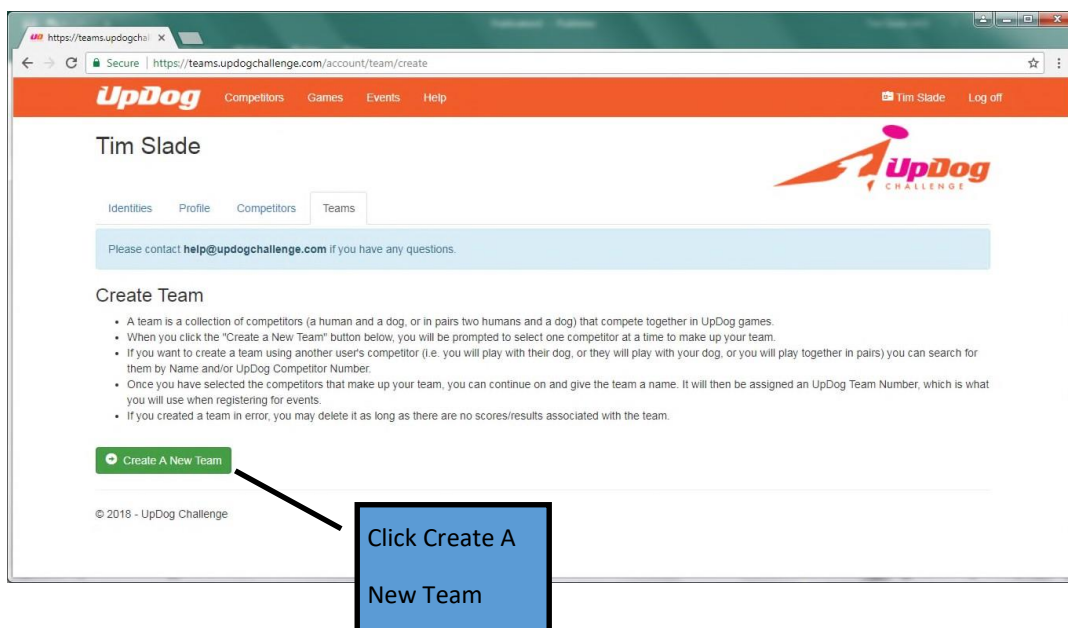 https://teams.updogchal
Secure | https://teams.updogchallenge.com/account/team/create
UpDog Competitors Games Events Help Tim Slade Log off
Tim Slade
UpDog
CHALLENGE
Identities Profile Competitors Teams
Please contact help@updogchallenge.com if you have any questions.
Create Team
• A team is a collection of competitors (a human and a dog, or in pairs two humans and a dog) that compete together in UpDog games.
• When you click the "Create a New Team" button below, you will be prompted to select one competitor at a time to make up your team.
• If you want to create a team using another user's competitor (i.e. you will play with their dog, or they will play with your dog, or you will play together in pairs) you can search for
them by Name and/or UpDog Competitor Number.
• Once you have selected the competitors that make up your team, you can continue on and give the team a name. It will then be assigned an UpDog Team Number, which is what
you will use when registering for events.
• If you created a team in error, you may delete it as long as there are no scores/results associated with the team.
Create A New Team
© 2018 - UpDog Challenge
Click Create A
New Team